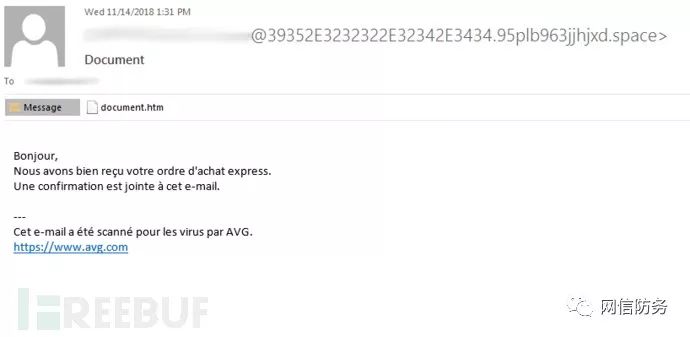 Wed 11/14/2018 1:31 PM
@39352E3232322E32342E3434.95plb963jjhjxd.space>
Document
To
Message document.htm
Bonjour,
Nous avons bien reçu votre ordre d'achat express.
Une confirmation est jointe à cet e-mail.
---
Cet e-mail a été scanné pour les virus par AVG.
https://www.avg.com
FREEBUF
网信防务